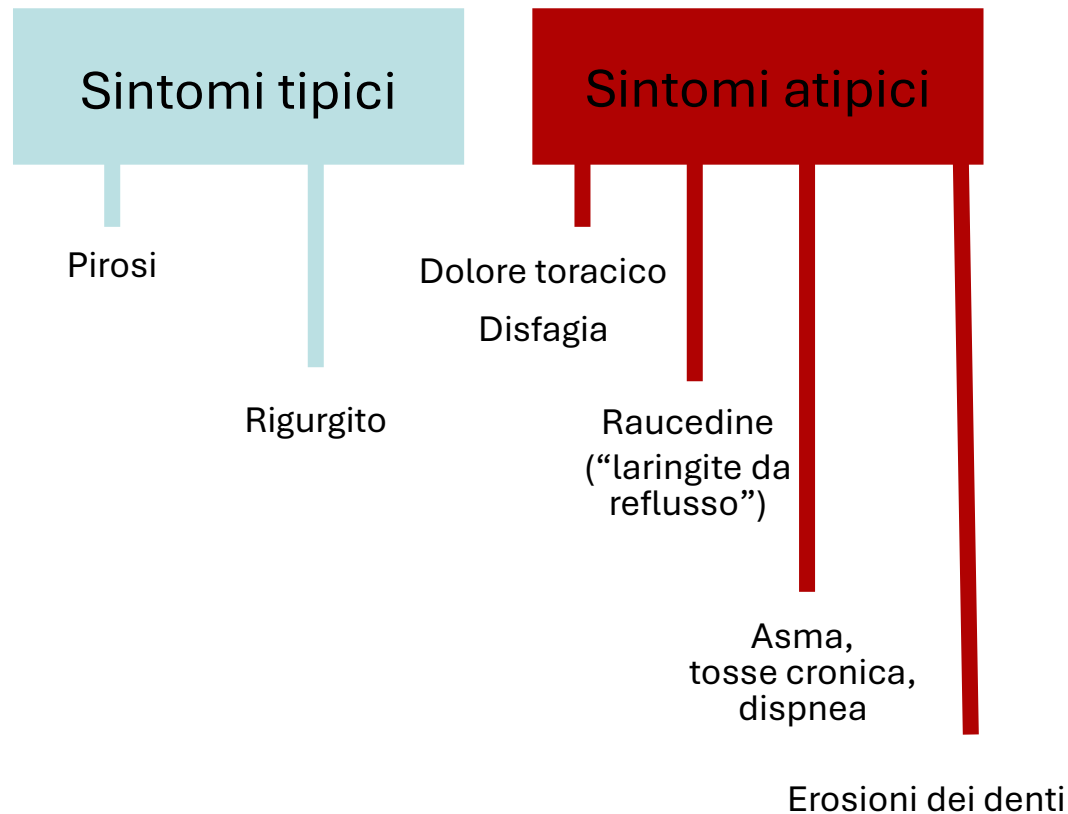 Sintomi tipici
Sintomi atipici
Pirosi
Rigurgito
Dolore toracico
Disfagia
Raucedine
(“laringite da
reflusso”)
Asma,
tosse cronica,
dispnea
Erosioni dei denti